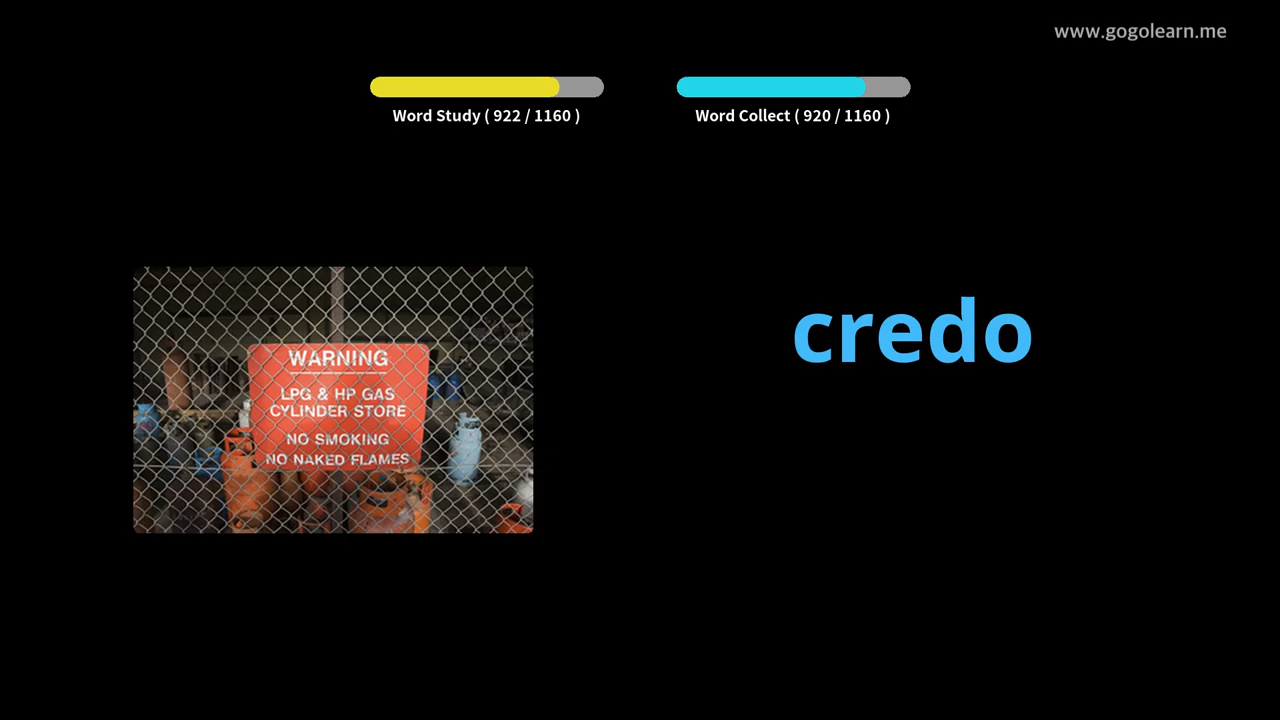 www.gogolearn.me
Word Study ( 922 / 1160 )
Word Collect ( 920 / 1160 )
WARNING
LPG & HP GAS
CYLINDER STORE
NO SMOKING
NO NAKED FLAMES
credo